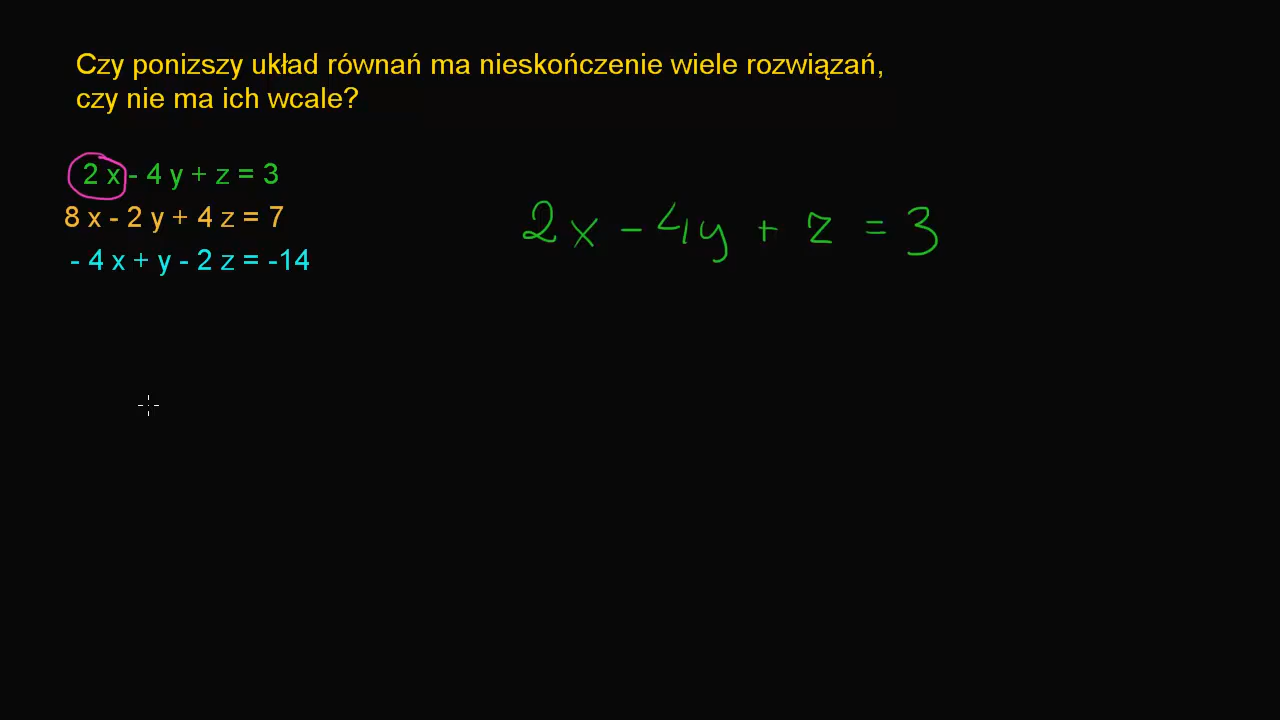 Czy ponizszy układ równań ma nieskończenie wiele rozwiązań,
czy nie ma ich wcale?
2 x - 4 y + z = 3
8 x - 2 y + 4 z = 7
- 4 x + y - 2 z = -14
2x - 4y + z = 3